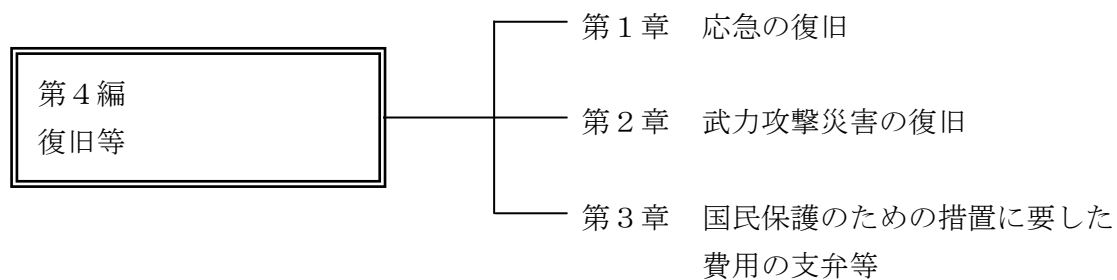 第４編
復旧等
第１章　応急の復旧
第２章　武力攻撃災害の復旧
第３章　国民保護のための措置に要した
費用の支弁等